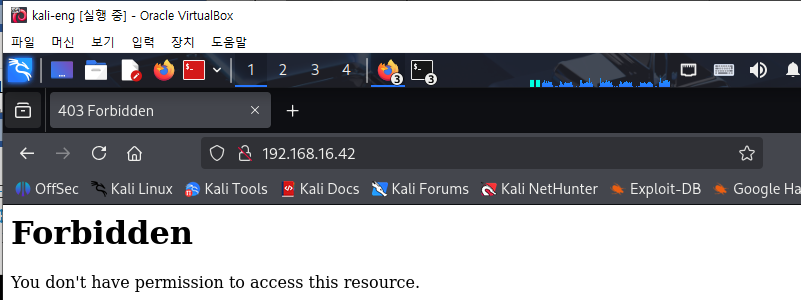 kali-eng [실행 중] - Oracle VirtualBox
파일 머신 보기 입력 장치 도움말
1 2 3 4 3 3
403 Forbidden
192.168.16.42
OffSec Kali Linux Kali Tools Kali Docs Kali Forums Kali NetHunter Exploit-DB Google Ha
Forbidden
You don't have permission to access this resource.